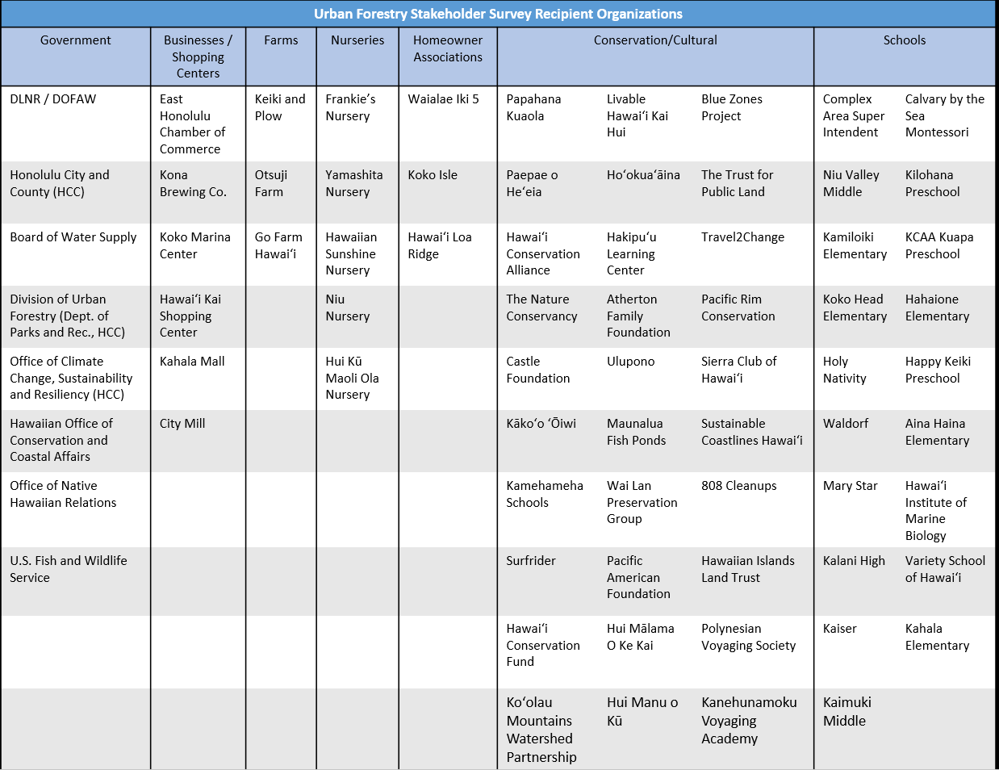 Urban Forestry Stakeholder Survey Recipient Organizations
Government
Businesses /
Shopping
Centers
Farms
Nurseries
Homeowner
Associations
Conservation/Cultural
Schools
DLNR / DOFAW
East
Honolulu
Chamber of
Commerce
Keiki and
Plow
Frankie’s
Nursery
Waialae Iki 5
Papahana
Kuaola
Livable
Hawai‘i Kai
Hui
Blue Zones
Project
Complex
Area Super
Intendent
Calvary by the
Sea
Montessori
Honolulu City and
County (HCC)
Kona
Brewing Co.
Otsuji
Farm
Yamashita
Nursery
Koko Isle
Paepae o
He‘eia
Ho‘okua‘āina
The Trust for
Public Land
Niu Valley
Middle
Kilohana
Preschool
Board of Water Supply
Koko Marina
Center
Go Farm
Hawai‘i
Hawaiian
Sunshine
Nursery
Hawai‘i Loa
Ridge
Hawai‘i
Conservation
Alliance
Hakipu‘u
Learning
Center
Travel2Change
Kamiloiki
Elementary
KCAA Kuapa
Preschool
Division of Urban
Forestry (Dept. of
Parks and Rec., HCC)
Hawai‘i Kai
Shopping
Center
Niu
Nursery
The Nature
Conservancy
Atherton
Family
Foundation
Pacific Rim
Conservation
Koko Head
Elementary
Hahaione
Elementary
Office of Climate
Change, Sustainability
and Resiliency (HCC)
Kahala Mall
Hui Kū
Maoli Ola
Nursery
Castle
Foundation
Ulupono
Sierra Club of
Hawai‘i
Holy
Nativity
Happy Keiki
Preschool
Hawaiian Office of
Conservation and
Coastal Affairs
City Mill
Kāko‘o ‘Ōiwi
Maunalua
Fish Ponds
Sustainable
Coastlines Hawai‘i
Waldorf
Aina Haina
Elementary
Office of Native
Hawaiian Relations
Kamehameha
Schools
Wai Lan
Preservation
Group
808 Cleanups
Mary Star
Hawai‘i
Institute of
Marine
Biology
U.S. Fish and Wildlife
Service
Surfrider
Pacific
American
Foundation
Hawaiian Islands
Land Trust
Kalani High
Variety School
of Hawai‘i
Hawai‘i
Conservation
Fund
Hui Mālama
O Ke Kai
Polynesian
Voyaging Society
Kaiser
Kahala
Elementary
Ko‘olau
Mountains
Watershed
Partnership
Hui Manu o
Kū
Kanehunamoku
Voyaging
Academy
Kaimuki
Middle